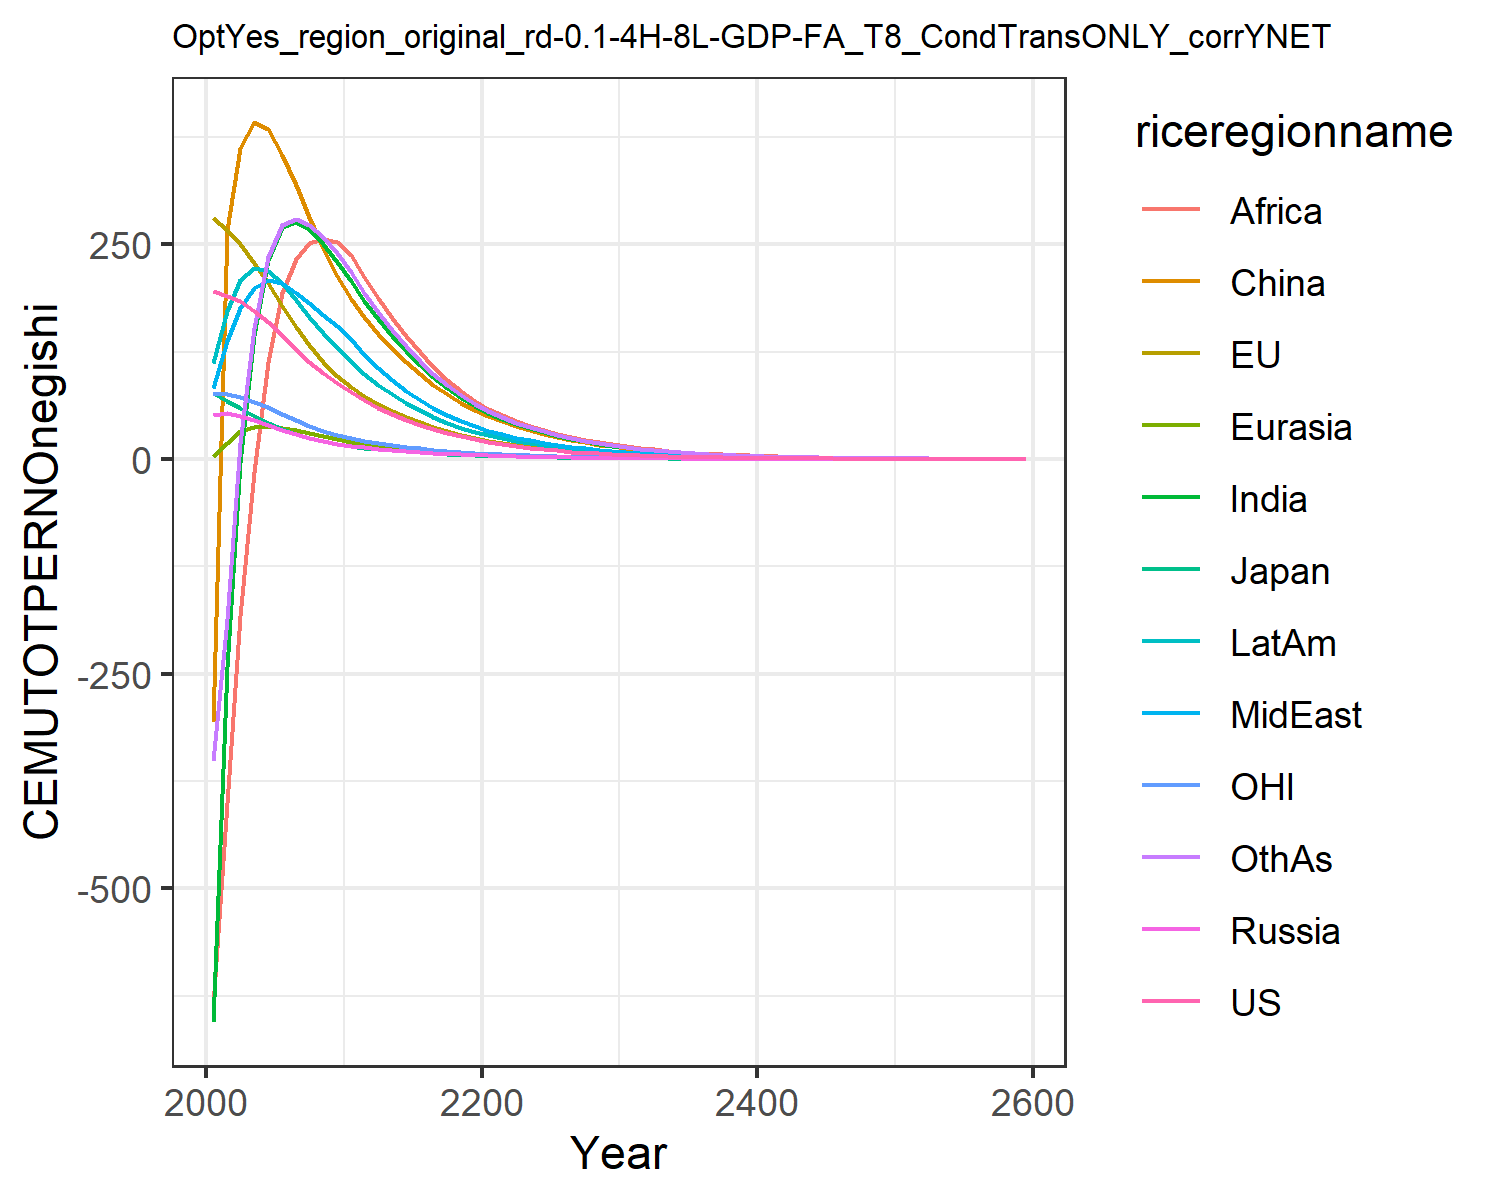 OptYes_region_original_rd-0.1-4H-8L-GDP-FA_T8_CondTransONLY_corrYNET
CEMUTOTPERNOnegishi
250
0
-250
-500
2000
2200
2400
2600
Year
riceregionname
Africa
China
EU
Eurasia
India
Japan
LatAm
MidEast
OHI
OthAs
Russia
US